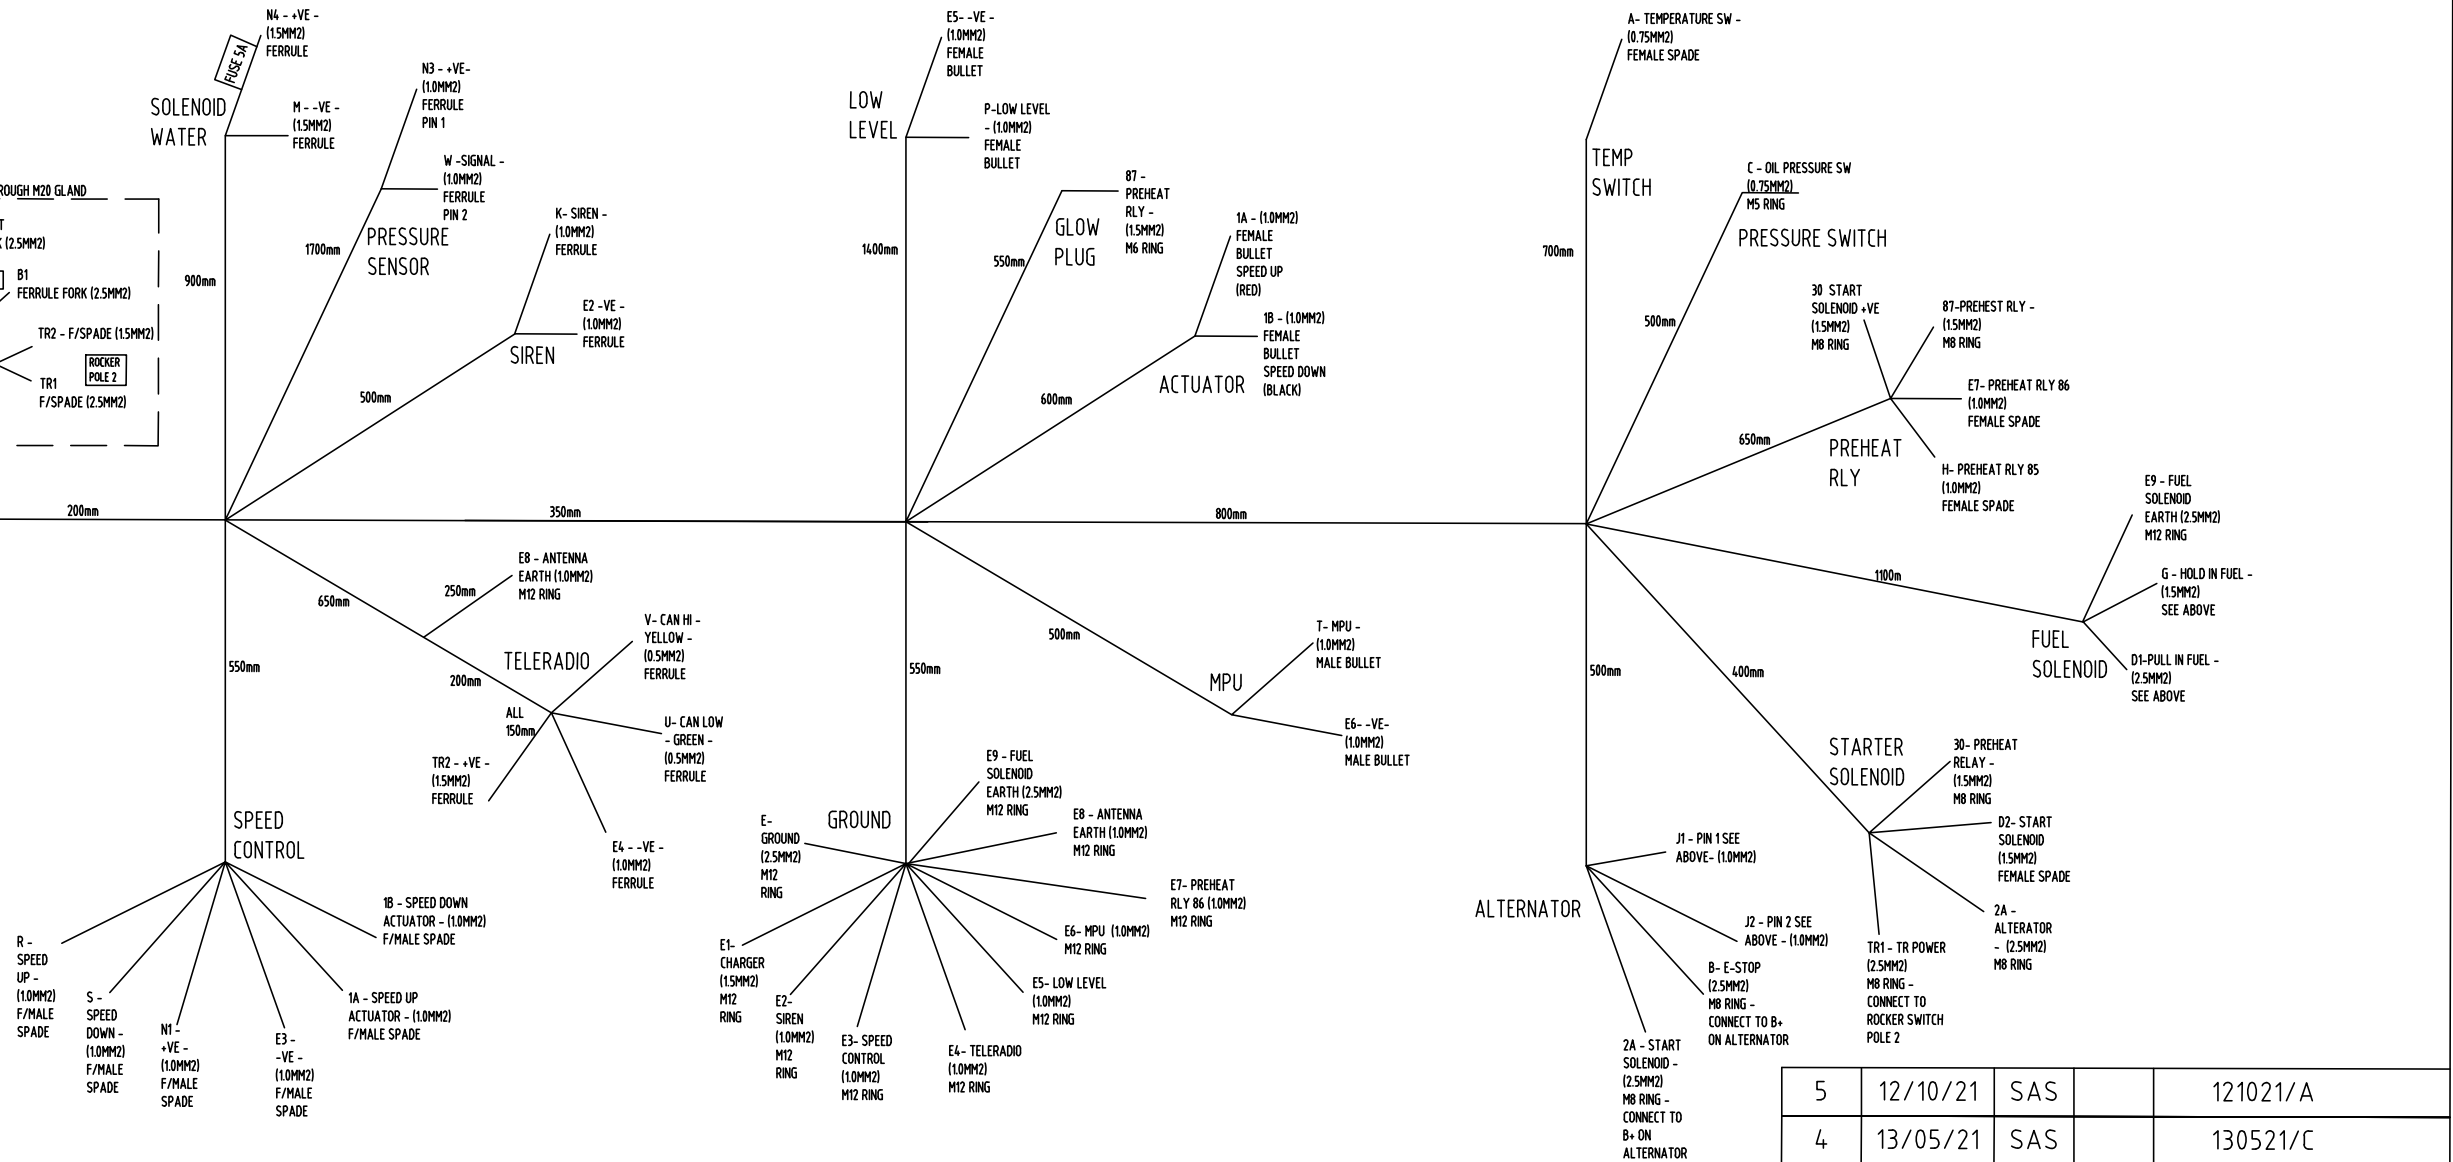 N4 - +VE -
(1.5MM2)
FERRULE
FUSE 5A
SOLENOID
WATER
M - -VE -
(1.5MM2)
FERRULE
N3 - +VE-
(1.0MM2)
FERRULE
PIN 1
W -SIGNAL -
(1.0MM2)
FERRULE
PIN 2
PRESSURE
SENSOR
1700mm
900mm
K- SIREN -
(1.0MM2)
FERRULE
E2 -VE -
(1.0MM2)
FERRULE
SIREN
500mm
ROUGH M20 GLAND
T
(2.5MM2)
B1
FERRULE FORK (2.5MM2)
TR2 - F/SPADE (1.5MM2)
ROCKER
POLE 2
TR1
F/SPADE (2.5MM2)
200mm
350mm
800mm
E5- -VE -
(1.0MM2)
FEMALE
BULLET
LOW
LEVEL
P-LOW LEVEL
- (1.0MM2)
FEMALE
BULLET
1400mm
87 -
PREHEAT
RLY -
(1.5MM2)
M6 RING
GLOW
PLUG
550mm
1A - (1.0MM2)
FEMALE
BULLET
SPEED UP
(RED)
1B - (1.0MM2)
FEMALE
BULLET
SPEED DOWN
(BLACK)
ACTUATOR
600mm
A- TEMPERATURE SW -
(0.75MM2)
FEMALE SPADE
TEMP
SWITCH
700mm
C - OIL PRESSURE SW
(0.75MM2)
M5 RING
PRESSURE SWITCH
500mm
30 START
SOLENOID +VE
(1.5MM2)
M8 RING
87-PREHEST RLY -
(1.5MM2)
M8 RING
E7- PREHEAT RLY 86
(1.0MM2)
FEMALE SPADE
H- PREHEAT RLY 85
(1.0MM2)
FEMALE SPADE
650mm
PREHEAT
RLY
E9 - FUEL
SOLENOID
EARTH (2.5MM2)
M12 RING
G - HOLD IN FUEL -
(1.5MM2)
SEE ABOVE
D1-PULL IN FUEL -
(2.5MM2)
SEE ABOVE
1100m
FUEL
SOLENOID
E8 - ANTENNA
EARTH (1.0MM2)
M12 RING
250mm
650mm
TELERADIO
200mm
V- CAN HI -
YELLOW -
(0.5MM2)
FERRULE
U- CAN LOW
- GREEN -
(0.5MM2)
FERRULE
ALL
150mm
TR2 - +VE -
(1.5MM2)
FERRULE
E4 - -VE -
(1.0MM2)
FERRULE
550mm
SPEED
CONTROL
R -
SPEED
UP -
(1.0MM2)
F/MALE
SPADE
S -
SPEED
DOWN -
(1.0MM2)
F/MALE
SPADE
N1 -
+VE -
(1.0MM2)
F/MALE
SPADE
E3 -
-VE -
(1.0MM2)
F/MALE
SPADE
1A - SPEED UP
ACTUATOR - (1.0MM2)
F/MALE SPADE
1B - SPEED DOWN
ACTUATOR - (1.0MM2)
F/MALE SPADE
550mm
500mm
MPU
T- MPU -
(1.0MM2)
MALE BULLET
E6- -VE-
(1.0MM2)
MALE BULLET
GROUND
E-
GROUND
(2.5MM2)
M12
RING
E9 - FUEL
SOLENOID
EARTH (2.5MM2)
M12 RING
E8 - ANTENNA
EARTH (1.0MM2)
M12 RING
E7- PREHEAT
RLY 86 (1.0MM2)
M12 RING
E6- MPU (1.0MM2)
M12 RING
E5- LOW LEVEL
(1.0MM2)
M12 RING
E4- TELERADIO
(1.0MM2)
M12 RING
E3- SPEED
CONTROL
(1.0MM2)
M12 RING
E2-
SIREN
(1.0MM2)
M12
RING
E1-
CHARGER
(1.5MM2)
M12
RING
500mm
400mm
STARTER
SOLENOID
30- PREHEAT
RELAY -
(1.5MM2)
M8 RING
D2- START
SOLENOID
(1.5MM2)
FEMALE SPADE
2A -
ALTERATOR
- (2.5MM2)
M8 RING
TR1 - TR POWER
(2.5MM2)
M8 RING -
CONNECT TO
ROCKER SWITCH
POLE 2
ALTERNATOR
J1 - PIN 1 SEE
ABOVE- (1.0MM2)
J2 - PIN 2 SEE
ABOVE - (1.0MM2)
B- E-STOP
(2.5MM2)
M8 RING -
CONNECT TO B+
ON ALTERNATOR
2A - START
SOLENOID -
(2.5MM2)
M8 RING -
CONNECT TO
B+ ON
ALTERNATOR
5 12/10/21 SAS 121021/A
4 13/05/21 SAS 130521/C